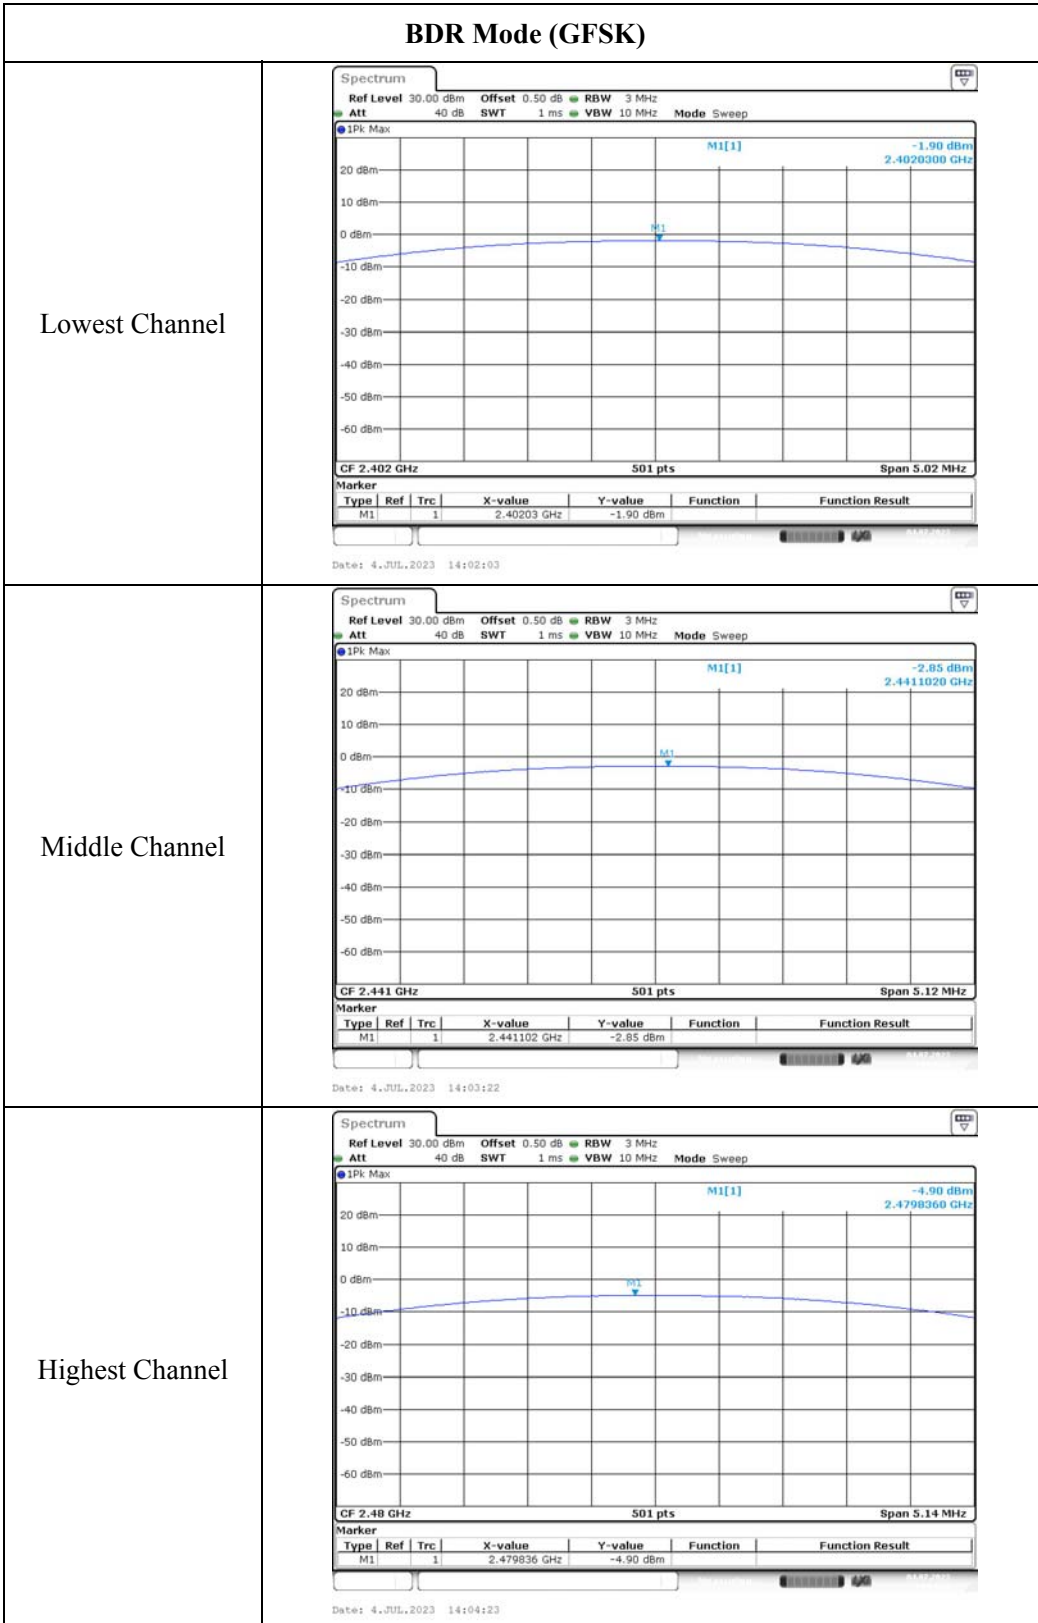 BDR Mode (GFSK)
Lowest Channel
Spectrum
Ref Level 30.00 dBm Offset 0.50 dB RBW 3 MHz
Att 40 dB SWT 1 ms VBW 10 MHz Mode Sweep
1Pk Max
M1[1] -1.90 dBm
2.4020300 GHz
20 dBm
10 dBm
M1
0 dBm
-10 dBm
-20 dBm
-30 dBm
-40 dBm
-50 dBm
-60 dBm
CF 2.402 GHz 501 pts Span 5.02 MHz
Marker
Type Ref Trc X-value Y-value Function Function Result
M1 1 2.40203 GHz -1.90 dBm
Date: 4.JUL.2023 14:02:03
Middle Channel
Spectrum
Ref Level 30.00 dBm Offset 0.50 dB RBW 3 MHz
Att 40 dB SWT 1 ms VBW 10 MHz Mode Sweep
1Pk Max
M1[1] -2.85 dBm
2.4411020 GHz
20 dBm
10 dBm
M1
0 dBm
-10 dBm
-20 dBm
-30 dBm
-40 dBm
-50 dBm
-60 dBm
CF 2.441 GHz 501 pts Span 5.12 MHz
Marker
Type Ref Trc X-value Y-value Function Function Result
M1 1 2.441102 GHz -2.85 dBm
Date: 4.JUL.2023 14:03:22
Highest Channel
Spectrum
Ref Level 30.00 dBm Offset 0.50 dB RBW 3 MHz
Att 40 dB SWT 1 ms VBW 10 MHz Mode Sweep
1Pk Max
M1[1] -4.90 dBm
2.4798360 GHz
20 dBm
10 dBm
0 dBm
M1
-10 dBm
-20 dBm
-30 dBm
-40 dBm
-50 dBm
-60 dBm
CF 2.48 GHz 501 pts Span 5.14 MHz
Marker
Type Ref Trc X-value Y-value Function Function Result
M1 1 2.479836 GHz -4.90 dBm
Date: 4.JUL.2023 14:04:23